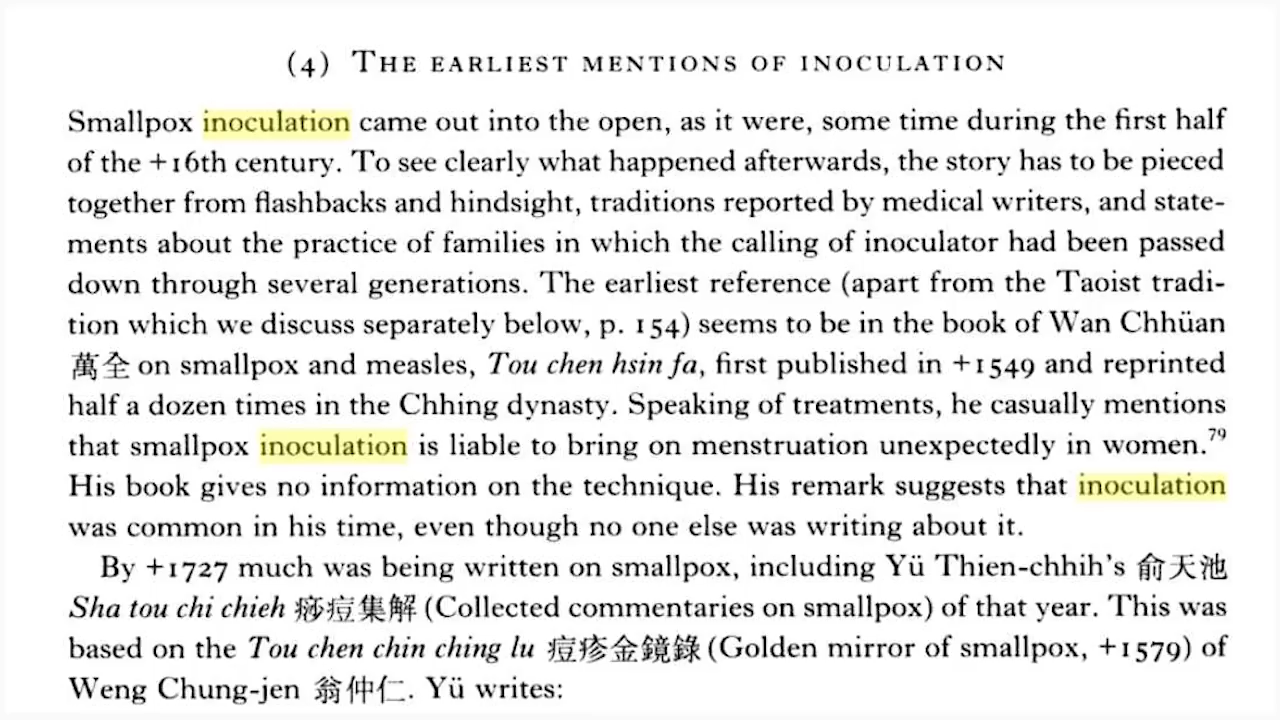 (4) THE EARLIEST MENTIONS OF INOCULATION
Smallpox inoculation came out into the open, as it were, some time during the first half
of the +16th century. To see clearly what happened afterwards, the story has to be pieced
together from flashbacks and hindsight, traditions reported by medical writers, and state-
ments about the practice of families in which the calling of inoculator had been passed
down through several generations. The earliest reference (apart from the Taoist tradi-
tion which we discuss separately below, p. 154) seems to be in the book of Wan Chhüan
萬全 on smallpox and measles, Tou chen hsin fa, first published in +1549 and reprinted
half a dozen times in the Chhing dynasty. Speaking of treatments, he casually mentions
that smallpox inoculation is liable to bring on menstruation unexpectedly in women.79
His book gives no information on the technique. His remark suggests that inoculation
was common in his time, even though no one else was writing about it.
By +1727 much was being written on smallpox, including Yü Thien-chhih's 俞天池
Sha tou chi chieh 痧痘集解 (Collected commentaries on smallpox) of that year. This was
based on the Tou chen chin ching lu 痘疹金鏡錄 (Golden mirror of smallpox, +1579) of
Weng Chung-jen 翁仲仁. Yü writes: